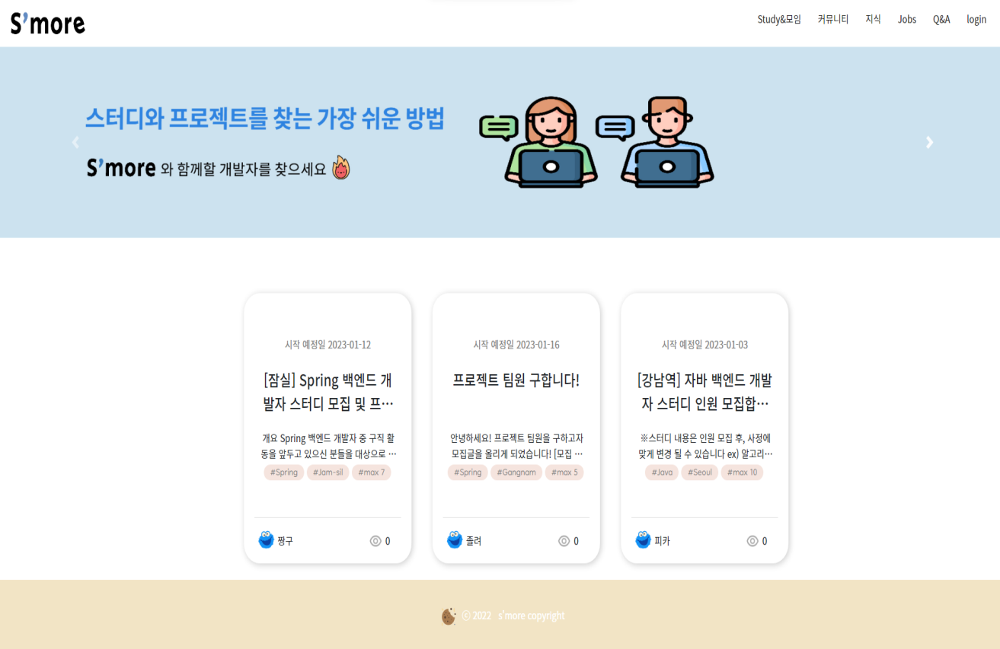 S'more
Study&모임 커뮤니티 지식 Jobs Q&A login
스터디와 프로젝트를 찾는 가장 쉬운 방법
S'more 와 함께할 개발자를 찾으세요
시작 예정일 2023-01-12
[잠실] Spring 백엔드 개
발자 스터디 모집 및 프…
개요 Spring 백엔드 개발자 중 구직 활
동을 앞두고 있으신 분들을 대상으로 …
#Spring #Jam-sil #max 7
짱구 0
시작 예정일 2023-01-16
프로젝트 팀원 구합니다!
안녕하세요! 프로젝트 팀원을 구하고자
모집글을 올리게 되었습니다! [모집 …
#Spring #Gangnam #max 5
졸려 0
시작 예정일 2023-01-03
[강남역] 자바 백엔드 개발
자 스터디 인원 모집합…
※스터디 내용은 인원 모집 후, 사정에
맞게 변경 될 수 있습니다 ex) 알고리…
#Java #Seoul #max 10
피카 0
© 2022 s'more copyright